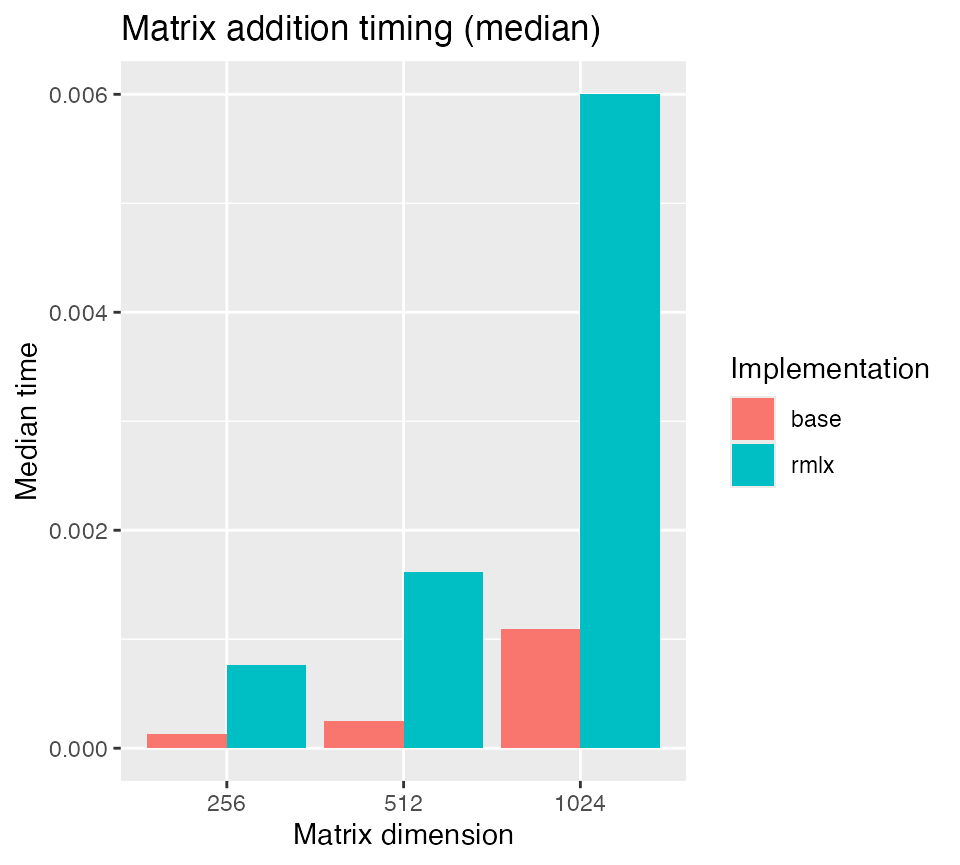 Matrix addition timing (median)
0.006
0.004
0.002
0.000
Median time
256 512 1024
Matrix dimension
Implementation
base
rmlx